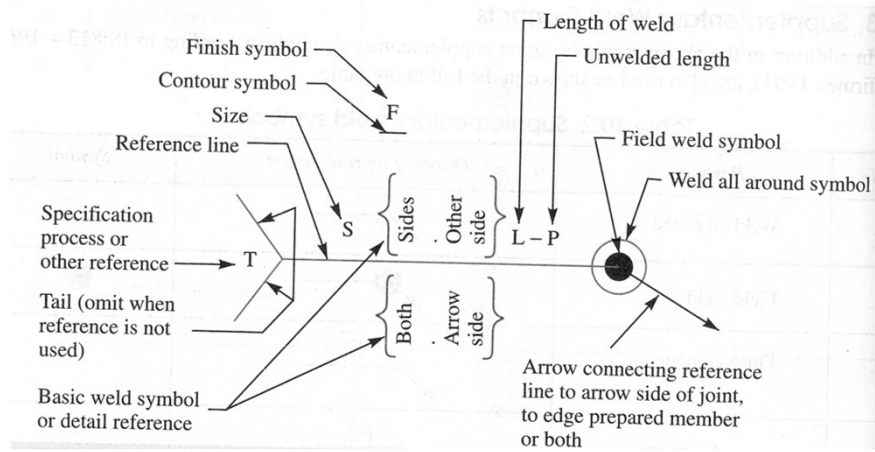 Length of weld
Finish symbol
Unwelded length
Contour symbol
F
Size
Field weld symbol
Reference line
Weld all around symbol
Specification
process or
other reference
T
S
Sides
Other
side
L – P
Tail (omit when
reference is not
used)
Both
Arrow
side
Basic weld symbol
or detail reference
Arrow connecting reference
line to arrow side of joint,
to edge prepared member
or both